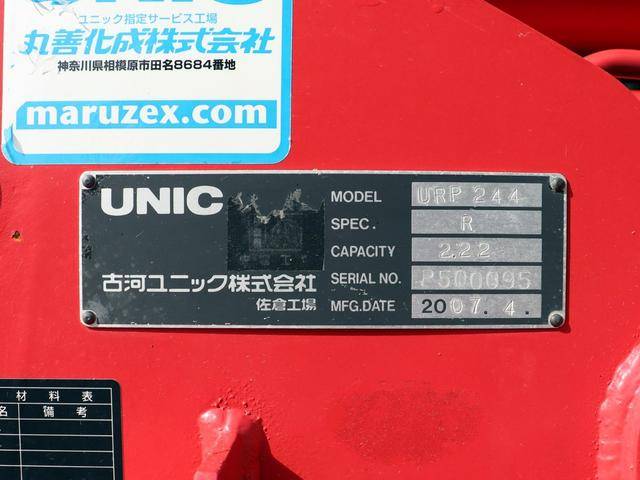 ユニック指定サービス工場
丸善化成株式会社
神奈川県相模原市田名8684番地
maruzex.com
UNIC
古河ユニック株式会社
佐倉工場
MODEL URP 244
SPEC. R
CAPACITY 2.22
SERIAL NO. P500095
MFG.DATE 2007. 4.
材料表
名 備考